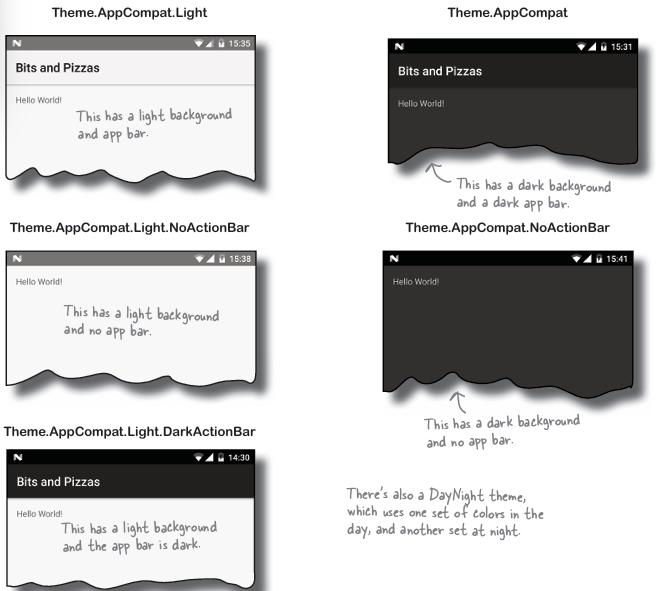 Theme.AppCompat.Light
15:35
Bits and Pizzas
Hello World!
This has a light background
and app bar.
Theme.AppCompat
15:31
Bits and Pizzas
Hello World!
This has a dark background
and a dark app bar.
Theme.AppCompat.Light.NoActionBar
15:38
Hello World!
This has a light background
and no app bar.
Theme.AppCompat.NoActionBar
15:41
Hello World!
This has a dark background
and no app bar.
Theme.AppCompat.Light.DarkActionBar
14:30
Bits and Pizzas
Hello World!
This has a light background
and the app bar is dark.
There's also a DayNight theme,
which uses one set of colors in the
day, and another set at night.